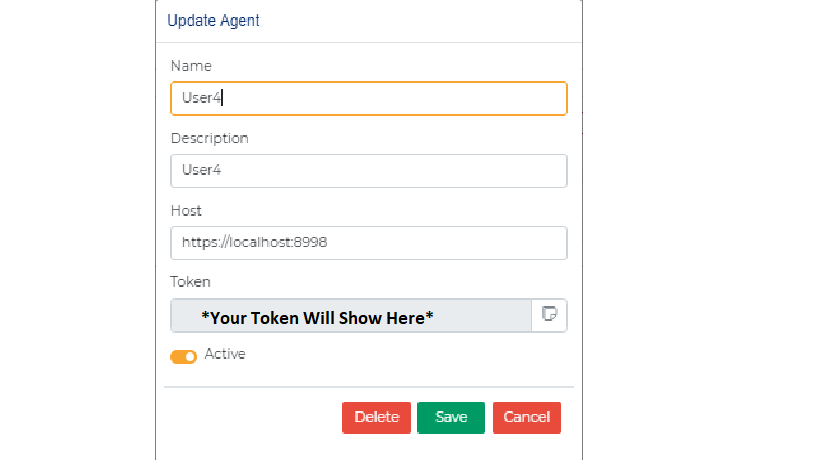 Update Agent
Name
User4
Description
User4
Host
https://localhost:8998
Token
*Your Token Will Show Here*
Active
Delete Save Cancel